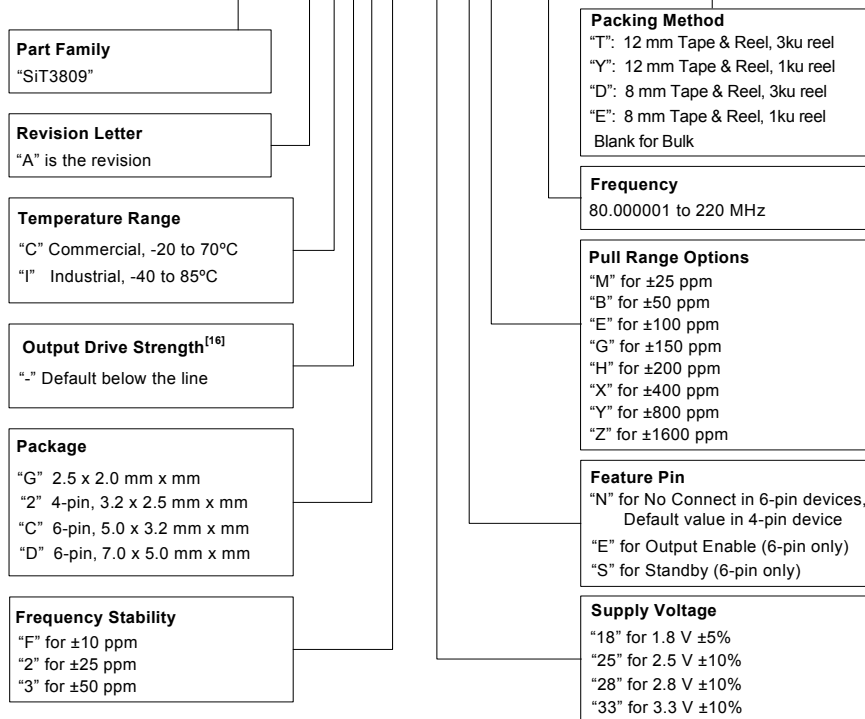 Part Family
“SiT3809”
Revision Letter
“A” is the revision
Temperature Range
“C” Commercial, -20 to 70ºC
“I” Industrial, -40 to 85ºC
Output Drive Strength[16]
“-” Default below the line
Package
“G” 2.5 x 2.0 mm x mm
“2” 4-pin, 3.2 x 2.5 mm x mm
“C” 6-pin, 5.0 x 3.2 mm x mm
“D” 6-pin, 7.0 x 5.0 mm x mm
Frequency Stability
“F” for ±10 ppm
“2” for ±25 ppm
“3” for ±50 ppm
Packing Method
“T”: 12 mm Tape & Reel, 3ku reel
“Y”: 12 mm Tape & Reel, 1ku reel
“D”: 8 mm Tape & Reel, 3ku reel
“E”: 8 mm Tape & Reel, 1ku reel
Blank for Bulk
Frequency
80.000001 to 220 MHz
Pull Range Options
“M” for ±25 ppm
“B” for ±50 ppm
“E” for ±100 ppm
“G” for ±150 ppm
“H” for ±200 ppm
“X” for ±400 ppm
“Y” for ±800 ppm
“Z” for ±1600 ppm
Feature Pin
“N” for No Connect in 6-pin devices,
Default value in 4-pin device
“E” for Output Enable (6-pin only)
“S” for Standby (6-pin only)
Supply Voltage
“18” for 1.8 V ±5%
“25” for 2.5 V ±10%
“28” for 2.8 V ±10%
“33” for 3.3 V ±10%